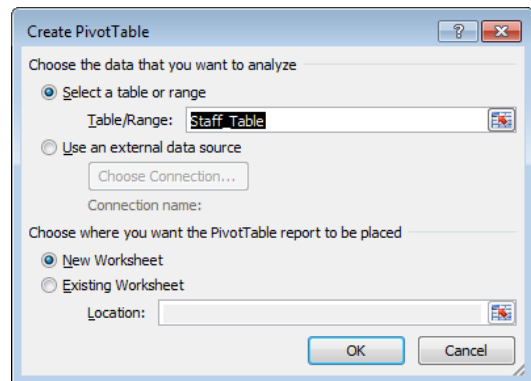 Create PivotTable
Choose the data that you want to analyze
Select a table or range
Table/Range: Staff_Table
Use an external data source
Choose Connection...
Connection name:
Choose where you want the PivotTable report to be placed
New Worksheet
Existing Worksheet
Location:
OK Cancel